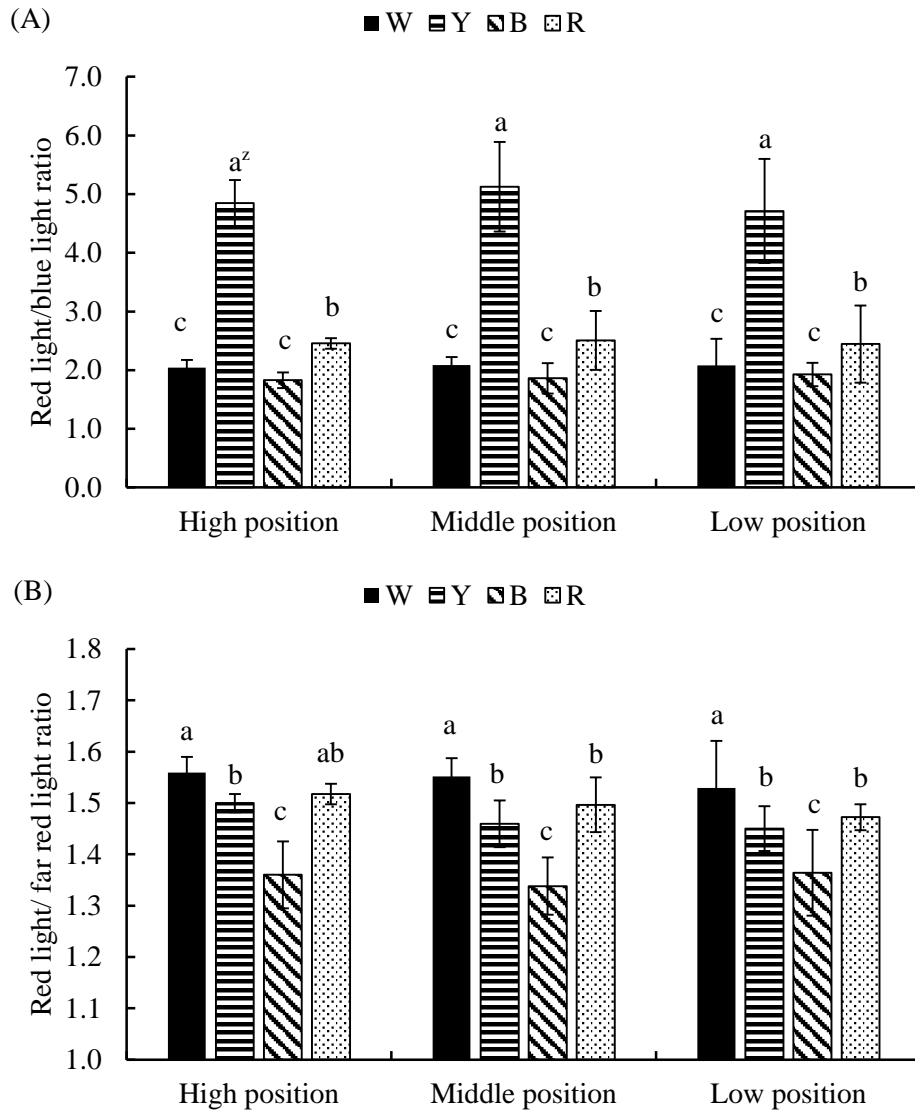 (A)
W Y B R
Red light/blue light ratio
7.0
6.0
5.0
4.0
3.0
2.0
1.0
0.0
c aᶻ c b
c a c b
c a c b
High position Middle position Low position
(B)
W Y B R
Red light/ far red light ratio
1.8
1.7
1.6
1.5
1.4
1.3
1.2
1.1
1.0
a b c ab
a b c b
a b c b
High position Middle position Low position